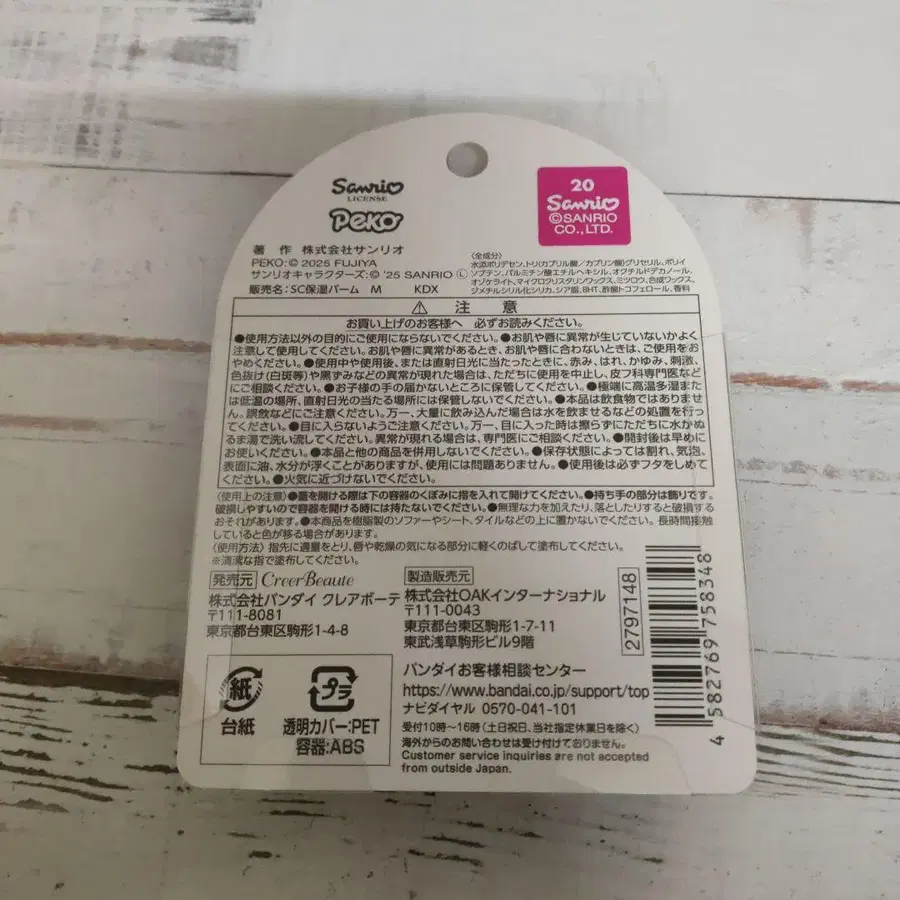 Sanrio
LICENSE
PEKO
20
Sanrio
©SANRIO
CO.,LTD.
著 作 株式会社サンリオ
PEKO:© 2025 FUJIYA
サンリオキャラクターズ:© '25 SANRIO Ⓛ
販売名:SC保湿バーム M KDX
〈全成分〉
水添ポリデセン、トリ(カプリル酸/カプリン酸)グリセリル、ポリイ
ソブテン、パルミチン酸エチルヘキシル、オクチルドデカノール、
オゾケライト、マイクロクリスタリンワックス、ミツロウ、合成ワックス、
ジメチルシリル化シリカ、シア脂、BHT、酢酸トコフェロール、香料
⚠ 注 意
お買い上げのお客様へ 必ずお読みください。
●使用方法以外の目的にご使用にならないでください。●お肌や唇に異常が生じていないかよく
注意して使用してください。お肌や唇に異常があるとき、お肌や唇に合わないときは、ご使用をお
やめください。●使用中や使用後、または直射日光に当たったときに、赤み、はれ、かゆみ、刺激、
色抜け(白斑等)や黒ずみなどの異常が現れた場合は、ただちに使用を中止し、皮フ科専門医など
にご相談ください。●お子様の手の届かないところに保管してください。●極端に高温多湿また
は低温の場所、直射日光の当たる場所には保管しないでください。●本品は飲食物ではありませ
ん。誤飲などにご注意ください。万一、大量に飲み込んだ場合は水を飲ませるなどの処置を行っ
てください。●目に入らないようご注意ください。万一、目に入った時は擦らずにただちに水かぬ
るま湯で洗い流してください。異常が現れる場合は、専門医にご相談ください。●開封後は早めに
お使いください。●本品と他の商品を併用しないでください。●保存状態によっては割れ、気泡、
表面に油、水分が浮くことがありますが、使用には問題ありません。●使用後は必ずフタをしめて
ください。●火気に近づけないでください。
〈使用上の注意〉●蓋を開ける際は下の容器のくぼみに指を入れて開けてください。●持ち手の部分は飾りです。
破損しやすいので容器を開ける時には持たないでください。●無理な力を加えたり、落としたりすると破損する
おそれがあります。●本商品を樹脂製のソファーやシート、タイルなどの上に置かないでください。長時間接触
していると色が移る場合があります。
〈使用方法〉指先に適量をとり、唇や乾燥の気になる部分に軽くのばして塗布してください。
※清潔な指で塗布してください。
発売元 CreerBeaute
株式会社バンダイ クレアボーテ
〒111-8081
東京都台東区駒形1-4-8
製造販売元
株式会社OAKインターナショナル
〒111-0043
東京都台東区駒形1-7-11
東武浅草駒形ビル9階
2797148
4 582769 758348
紙
台紙
プラ
透明カバー:PET
容器:ABS
バンダイお客様相談センター
https://www.bandai.co.jp/support/top
ナビダイヤル 0570-041-101
受付10時~16時(土日祝日、当社指定休業日を除く)
海外からのお問い合わせは受け付けておりません。
Customer service inquiries are not accepted
from outside Japan.